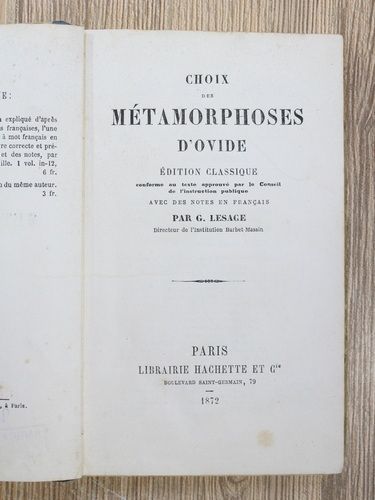 E:
expliqué d'après
s françaises, l'une
à mot français en
re correcte et pré-
et des notes, par
ille. 1 vol. in-12,
6 fr.
n du même auteur.
3 fr.
, à Paris.
CHOIX
DES
MÉTAMORPHOSES
D'OVIDE
ÉDITION CLASSIQUE
conforme au texte approuvé par le Conseil
de l'instruction publique
AVEC DES NOTES EN FRANÇAIS
PAR G. LESAGE
Directeur de l'Institution Barbet-Massin
PARIS
LIBRAIRIE HACHETTE ET Cie
BOULEVARD SAINT-GERMAIN, 79
1872